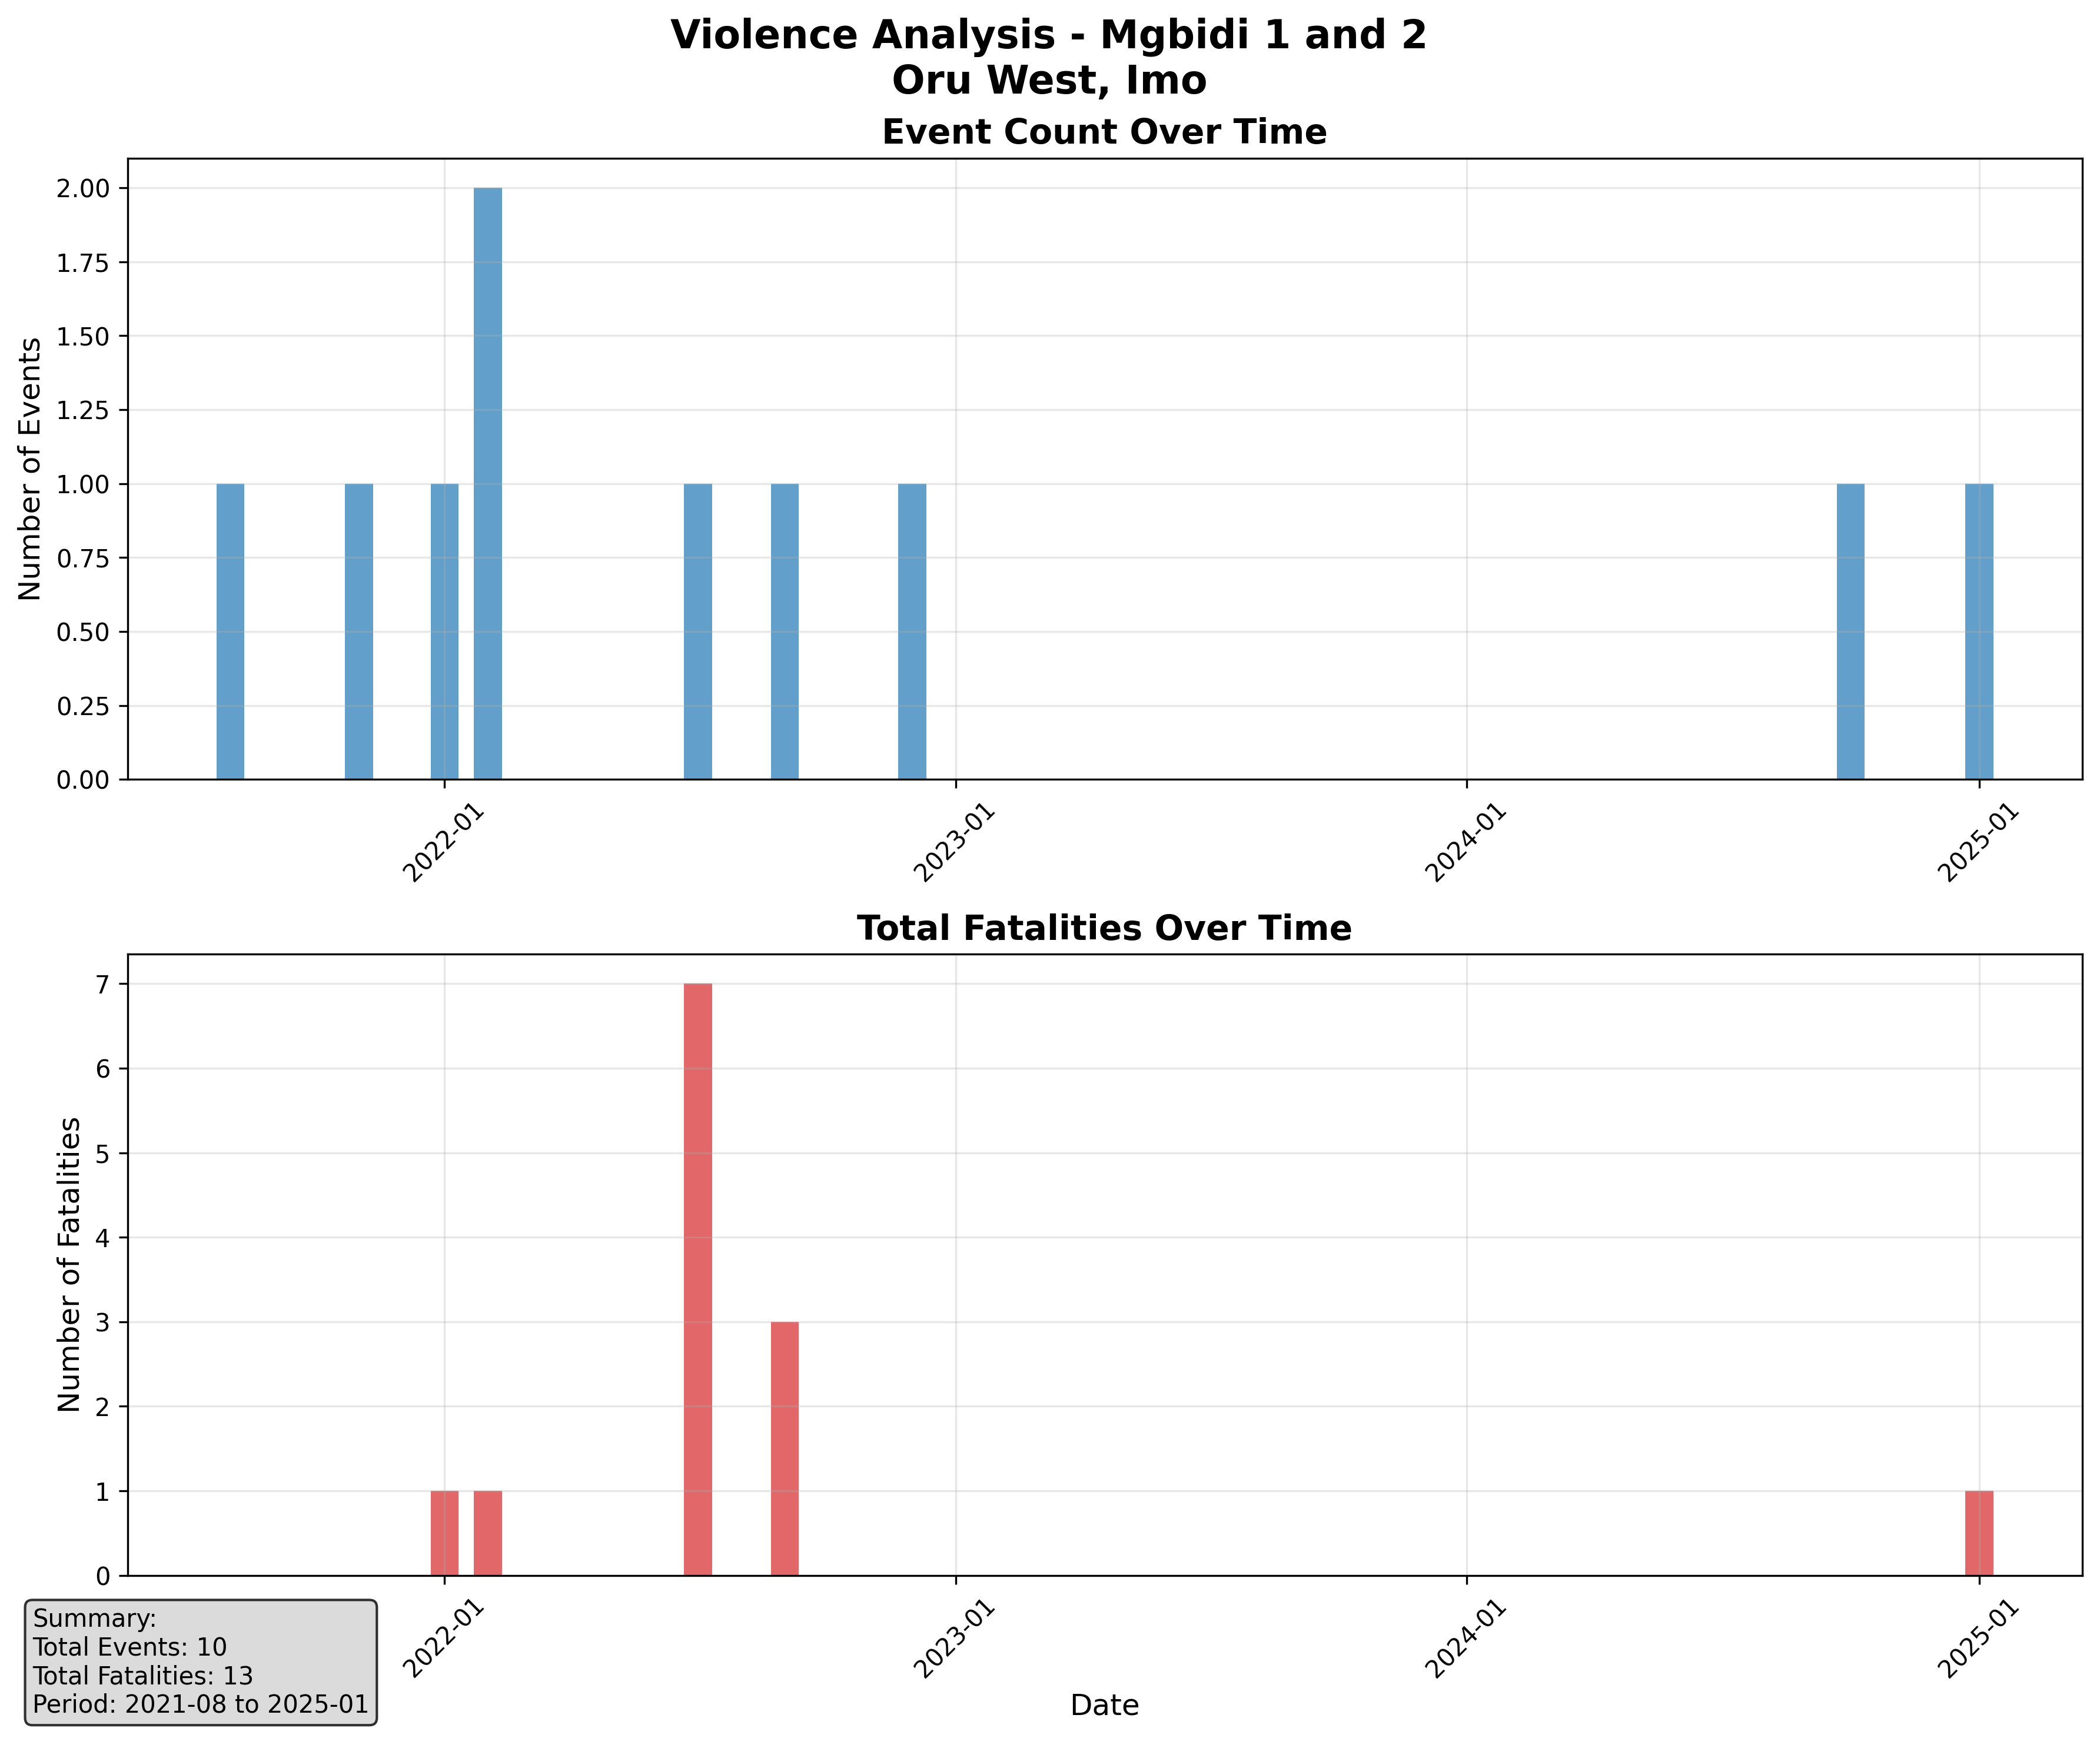 Violence Analysis - Mgbidi 1 and 2
Oru West, Imo
Event Count Over Time
Number of Events
2.00
1.75
1.50
1.25
1.00
0.75
0.50
0.25
0.00
2022-01
2023-01
2024-01
2025-01
Total Fatalities Over Time
Number of Fatalities
7
6
5
4
3
2
1
0
2022-01
2023-01
2024-01
2025-01
Date
Summary:
Total Events: 10
Total Fatalities: 13
Period: 2021-08 to 2025-01